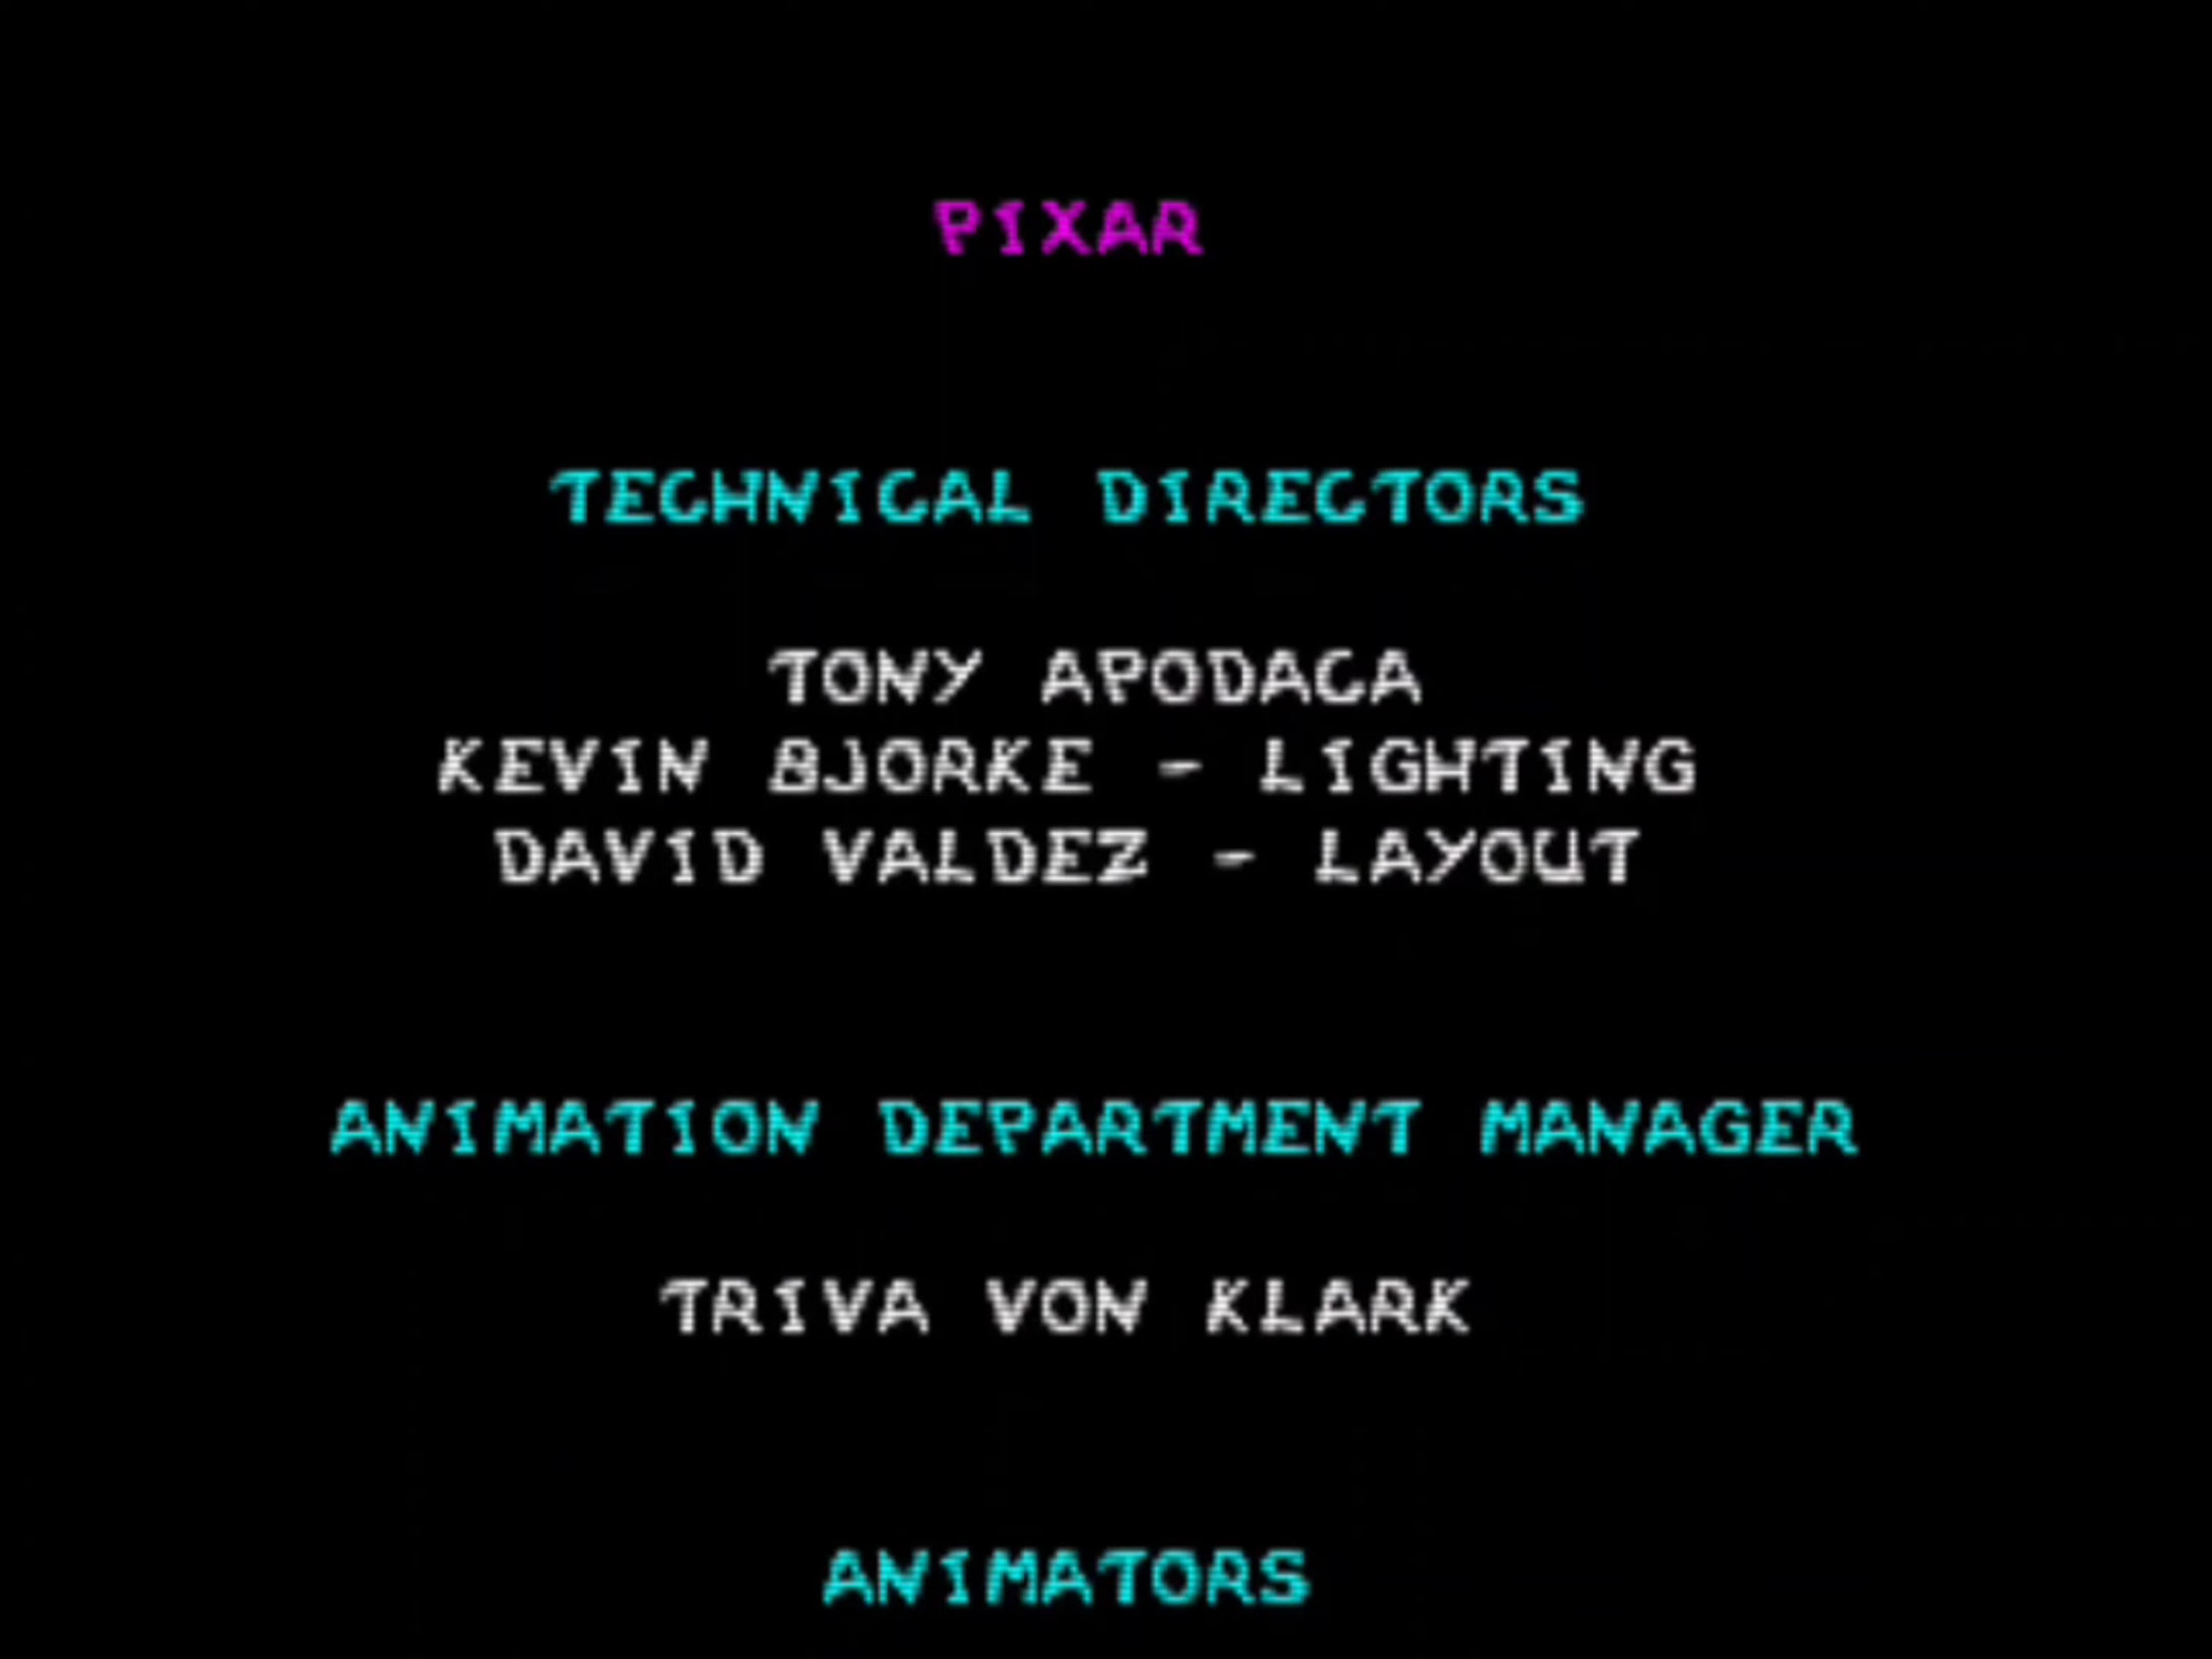 PIXAR
TECHNICAL DIRECTORS
TONY APODACA
KEVIN BJORKE - LIGHTING
DAVID VALDEZ - LAYOUT
ANIMATION DEPARTMENT MANAGER
TRIVA VON KLARK
ANIMATORS